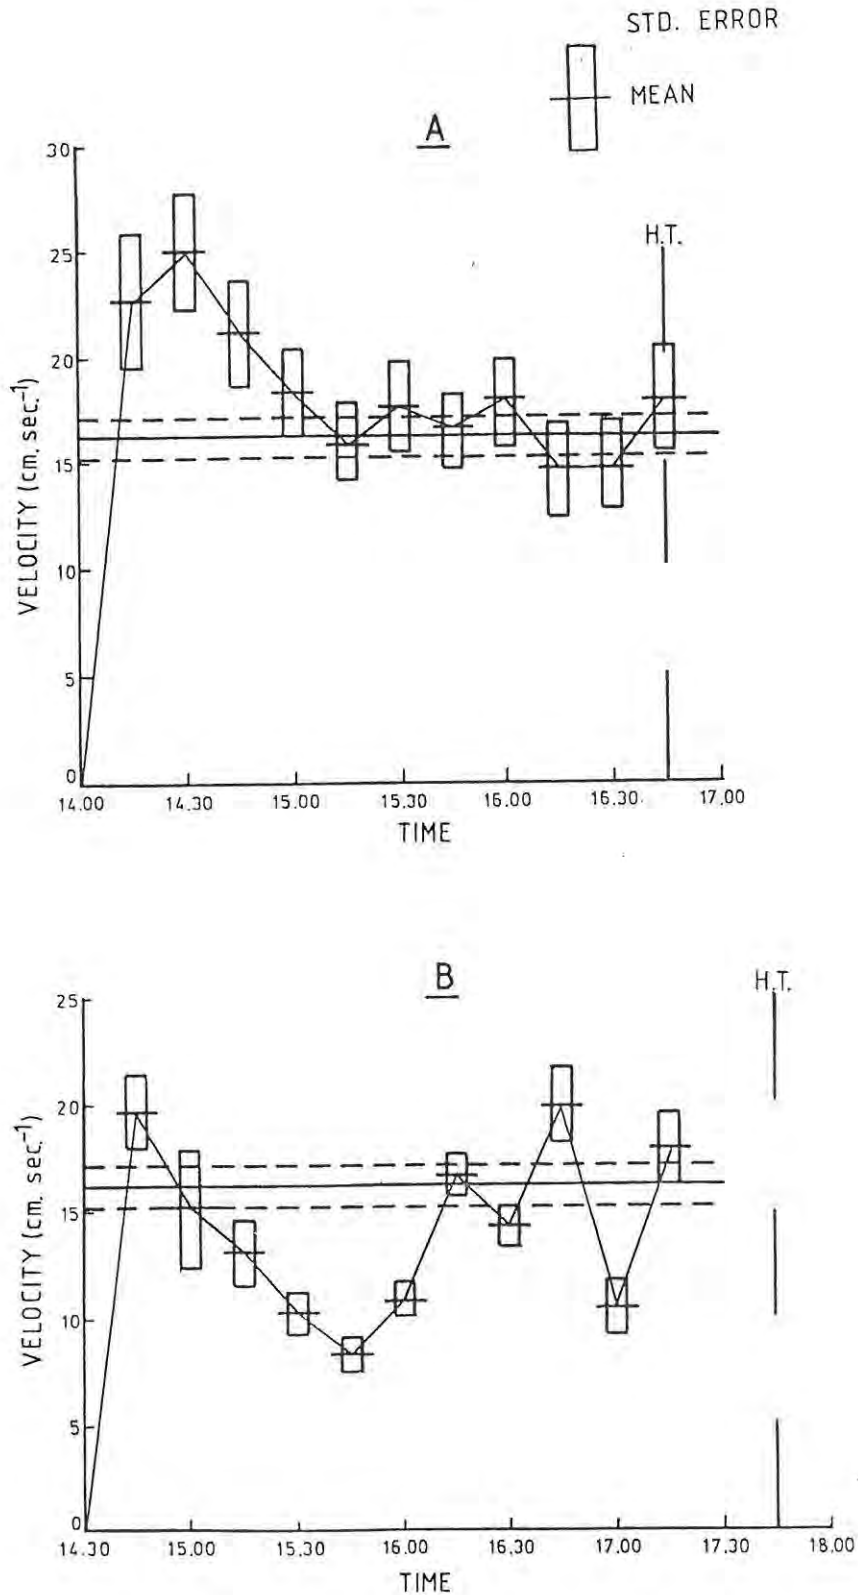 STD. ERROR
MEAN
A
30
25
20
15
10
5
0
H.T.
VELOCITY (cm. sec.⁻¹)
14.00 14.30 15.00 15.30 16.00 16.30. 17.00
TIME
B
H.T.
25
20
15
10
5
0
VELOCITY (cm. sec.⁻¹)
14.30 15.00 15.30 16.00 16.30 17.00 17.30 18.00
TIME